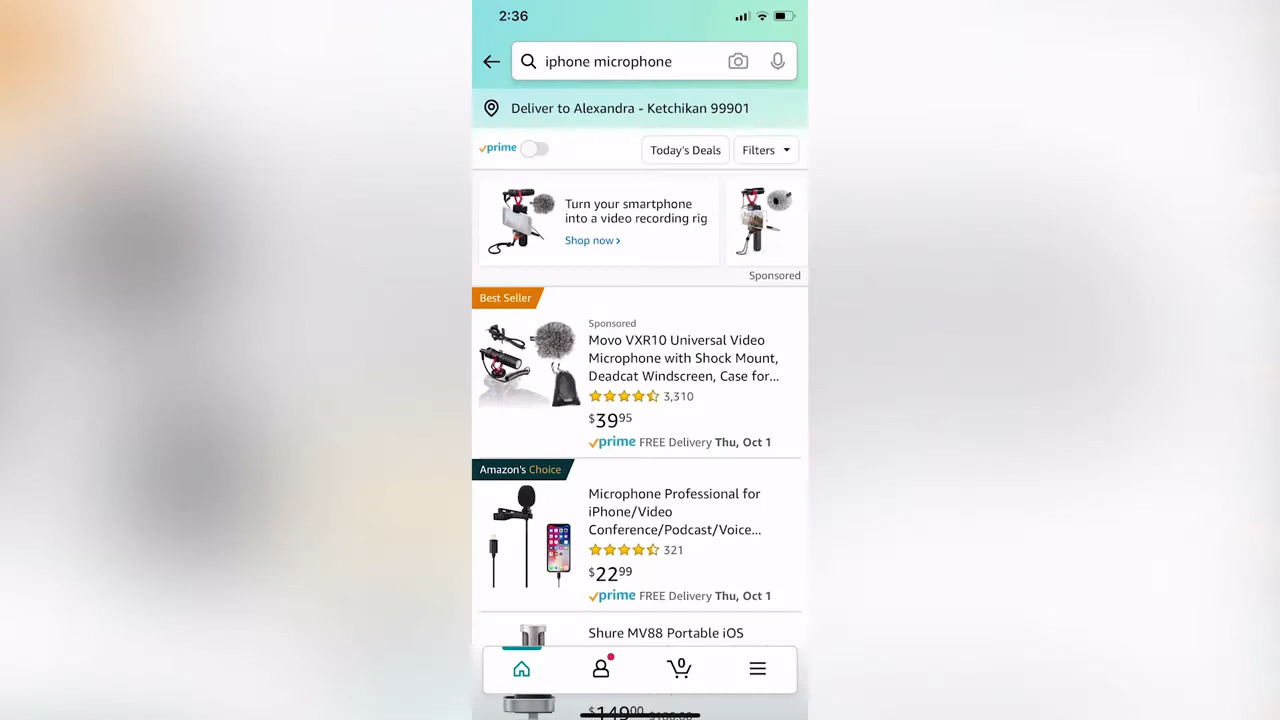 2:36
iphone microphone
Deliver to Alexandra - Ketchikan 99901
prime
Today's Deals
Filters
Turn your smartphone
into a video recording rig
Shop now ›
Sponsored
Best Seller
Sponsored
Movo VXR10 Universal Video
Microphone with Shock Mount,
Deadcat Windscreen, Case for...
3,310
$39 95
prime FREE Delivery Thu, Oct 1
Amazon's Choice
Microphone Professional for
iPhone/Video
Conference/Podcast/Voice...
321
$22 99
prime FREE Delivery Thu, Oct 1
Shure MV88 Portable iOS
0
$149 00